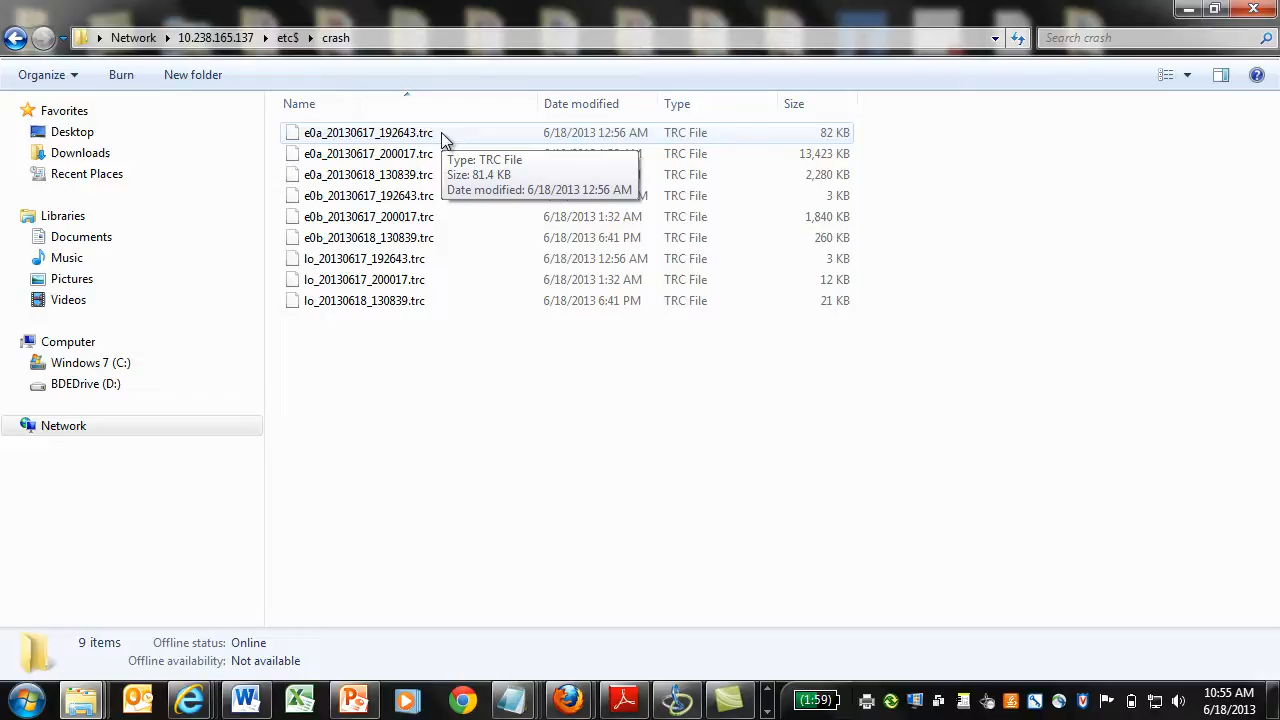 Network 10.238.165.137 etc$ crash Search crash
Organize Burn New folder
Name Date modified Type Size
Favorites
Desktop
Downloads
Recent Places
Libraries
Documents
Music
Pictures
Videos
Computer
Windows 7 (C:)
BDEDrive (D:)
Network
e0a_20130617_192643.trc 6/18/2013 12:56 AM TRC File 82 KB
e0a_20130617_200017.trc TRC File 13,423 KB
e0a_20130618_130839.trc TRC File 2,280 KB
e0b_20130617_192643.trc TRC File 3 KB
e0b_20130617_200017.trc 6/18/2013 1:32 AM TRC File 1,840 KB
e0b_20130618_130839.trc 6/18/2013 6:41 PM TRC File 260 KB
lo_20130617_192643.trc 6/18/2013 12:56 AM TRC File 3 KB
lo_20130617_200017.trc 6/18/2013 1:32 AM TRC File 12 KB
lo_20130618_130839.trc 6/18/2013 6:41 PM TRC File 21 KB
Type: TRC File
Size: 81.4 KB
Date modified: 6/18/2013 12:56 AM
9 items Offline status: Online
Offline availability: Not available
(1:59)
10:55 AM
6/18/2013